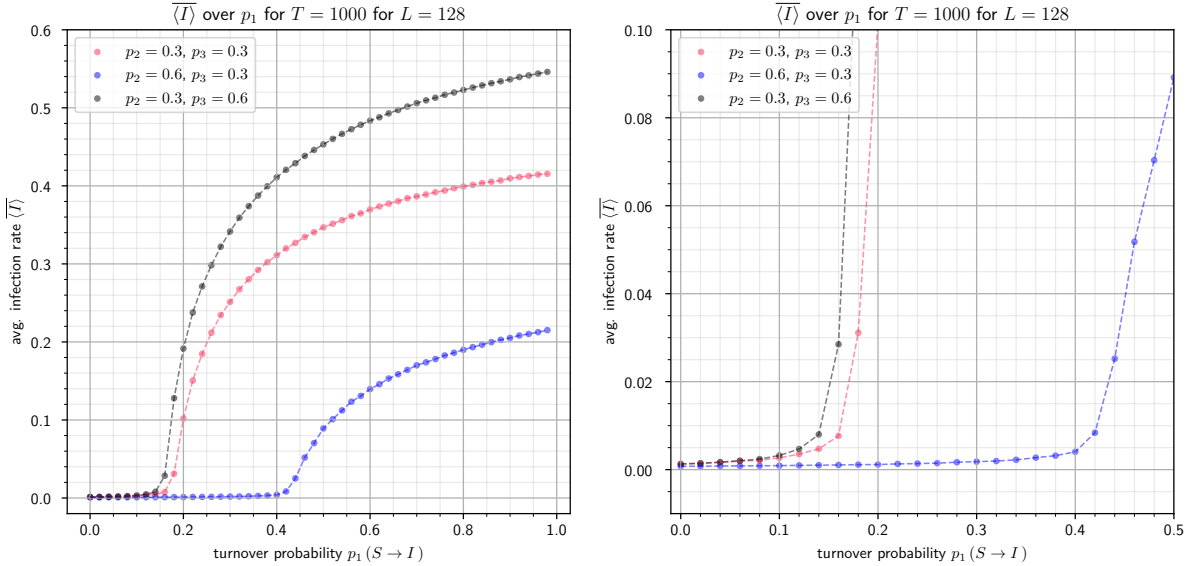 ⟨I⟩ over p₁ for T = 1000 for L = 128
0.6
0.5
0.4
0.3
0.2
0.1
0.0
avg. infection rate ⟨I⟩
p₂ = 0.3, p₃ = 0.3
p₂ = 0.6, p₃ = 0.3
p₂ = 0.3, p₃ = 0.6
0.0 0.2 0.4 0.6 0.8 1.0
turnover probability p₁ (S → I)
⟨I⟩ over p₁ for T = 1000 for L = 128
0.10
0.08
0.06
0.04
0.02
0.00
avg. infection rate ⟨I⟩
p₂ = 0.3, p₃ = 0.3
p₂ = 0.6, p₃ = 0.3
p₂ = 0.3, p₃ = 0.6
0.0 0.1 0.2 0.3 0.4 0.5
turnover probability p₁ (S → I)